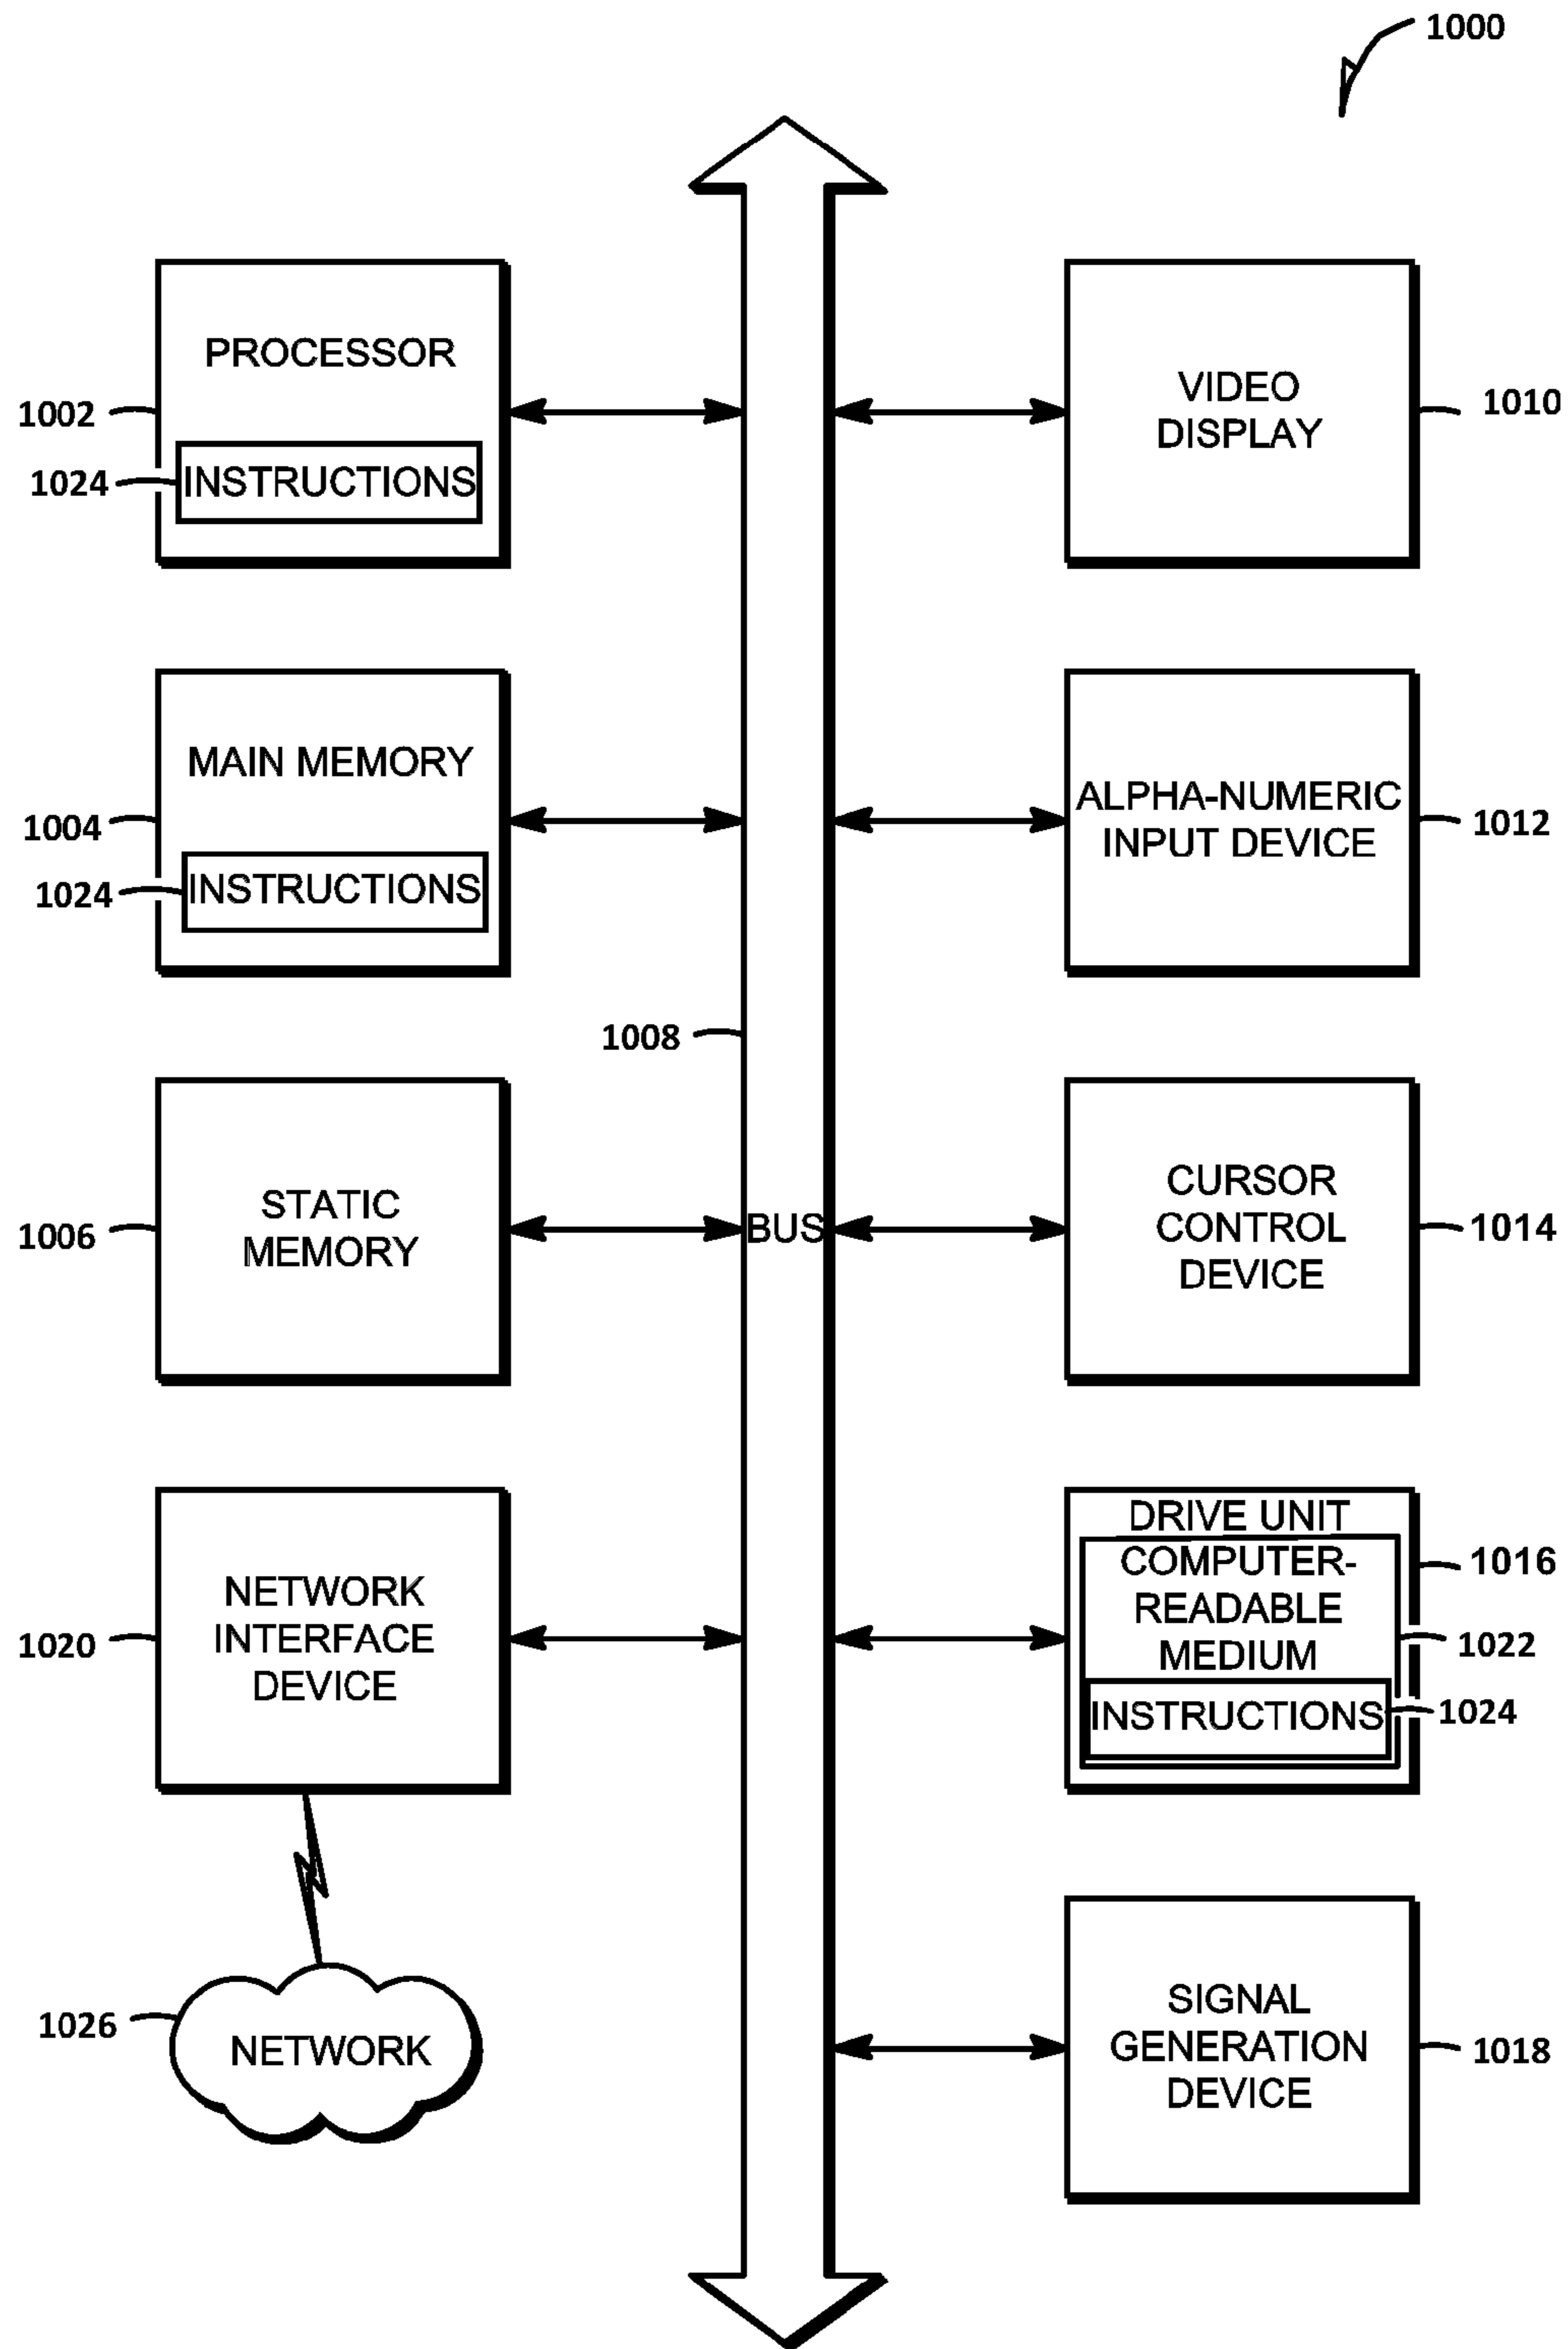 1000
PROCESSOR
1002
1024
INSTRUCTIONS
VIDEO
DISPLAY
1010
MAIN MEMORY
1004
1024
INSTRUCTIONS
ALPHA-NUMERIC
INPUT DEVICE
1012
1008
STATIC
MEMORY
1006
BUS
CURSOR
CONTROL
DEVICE
1014
NETWORK
INTERFACE
DEVICE
1020
DRIVE UNIT
COMPUTER-
READABLE
MEDIUM
1016
1022
INSTRUCTIONS
1024
1026
NETWORK
SIGNAL
GENERATION
DEVICE
1018